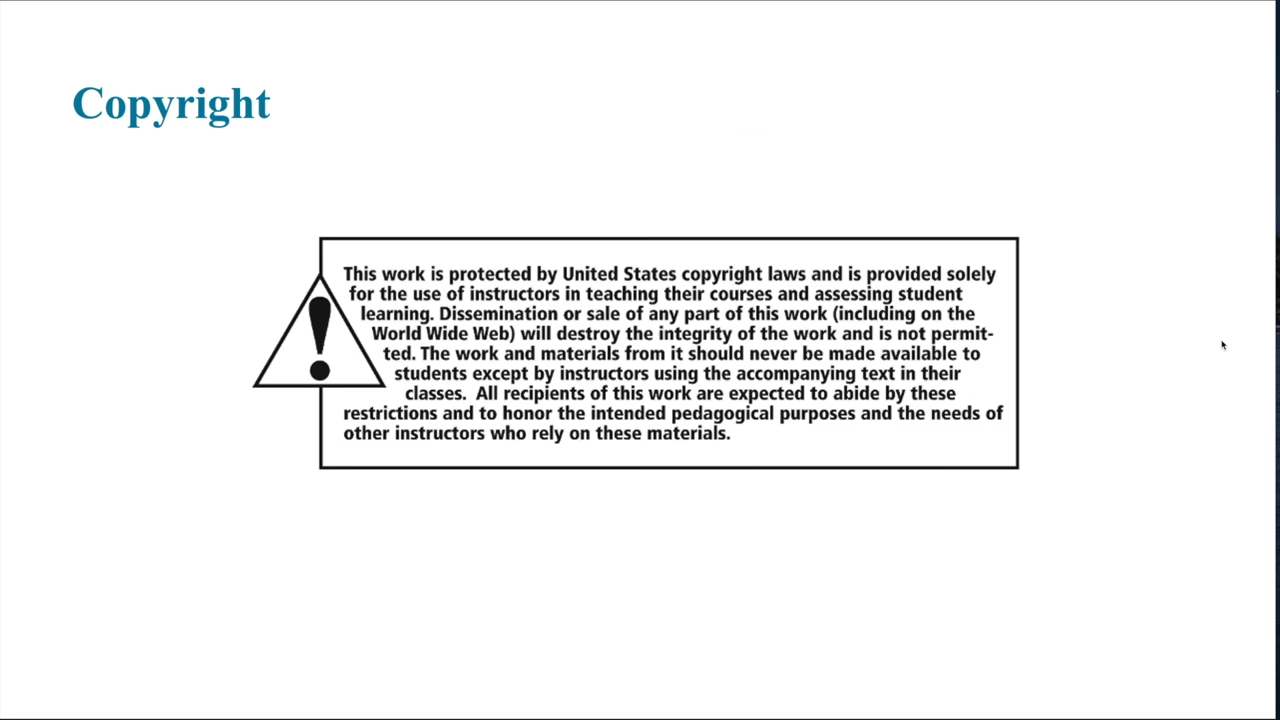 Copyright
This work is protected by United States copyright laws and is provided solely
for the use of instructors in teaching their courses and assessing student
learning. Dissemination or sale of any part of this work (including on the
World Wide Web) will destroy the integrity of the work and is not permit-
ted. The work and materials from it should never be made available to
students except by instructors using the accompanying text in their
classes.  All recipients of this work are expected to abide by these
restrictions and to honor the intended pedagogical purposes and the needs of
other instructors who rely on these materials.